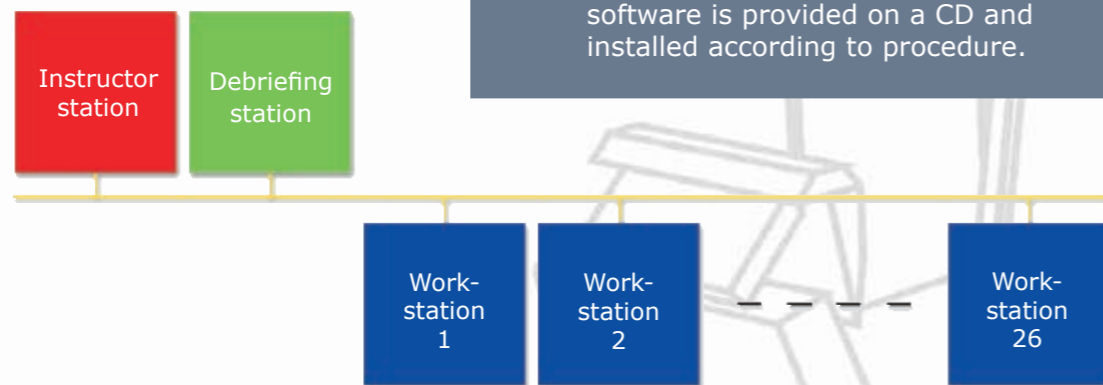 software is provided on a CD and
installed according to procedure.
Instructor
station
Debriefing
station
Work-
station
1
Work-
station
2
Work-
station
26